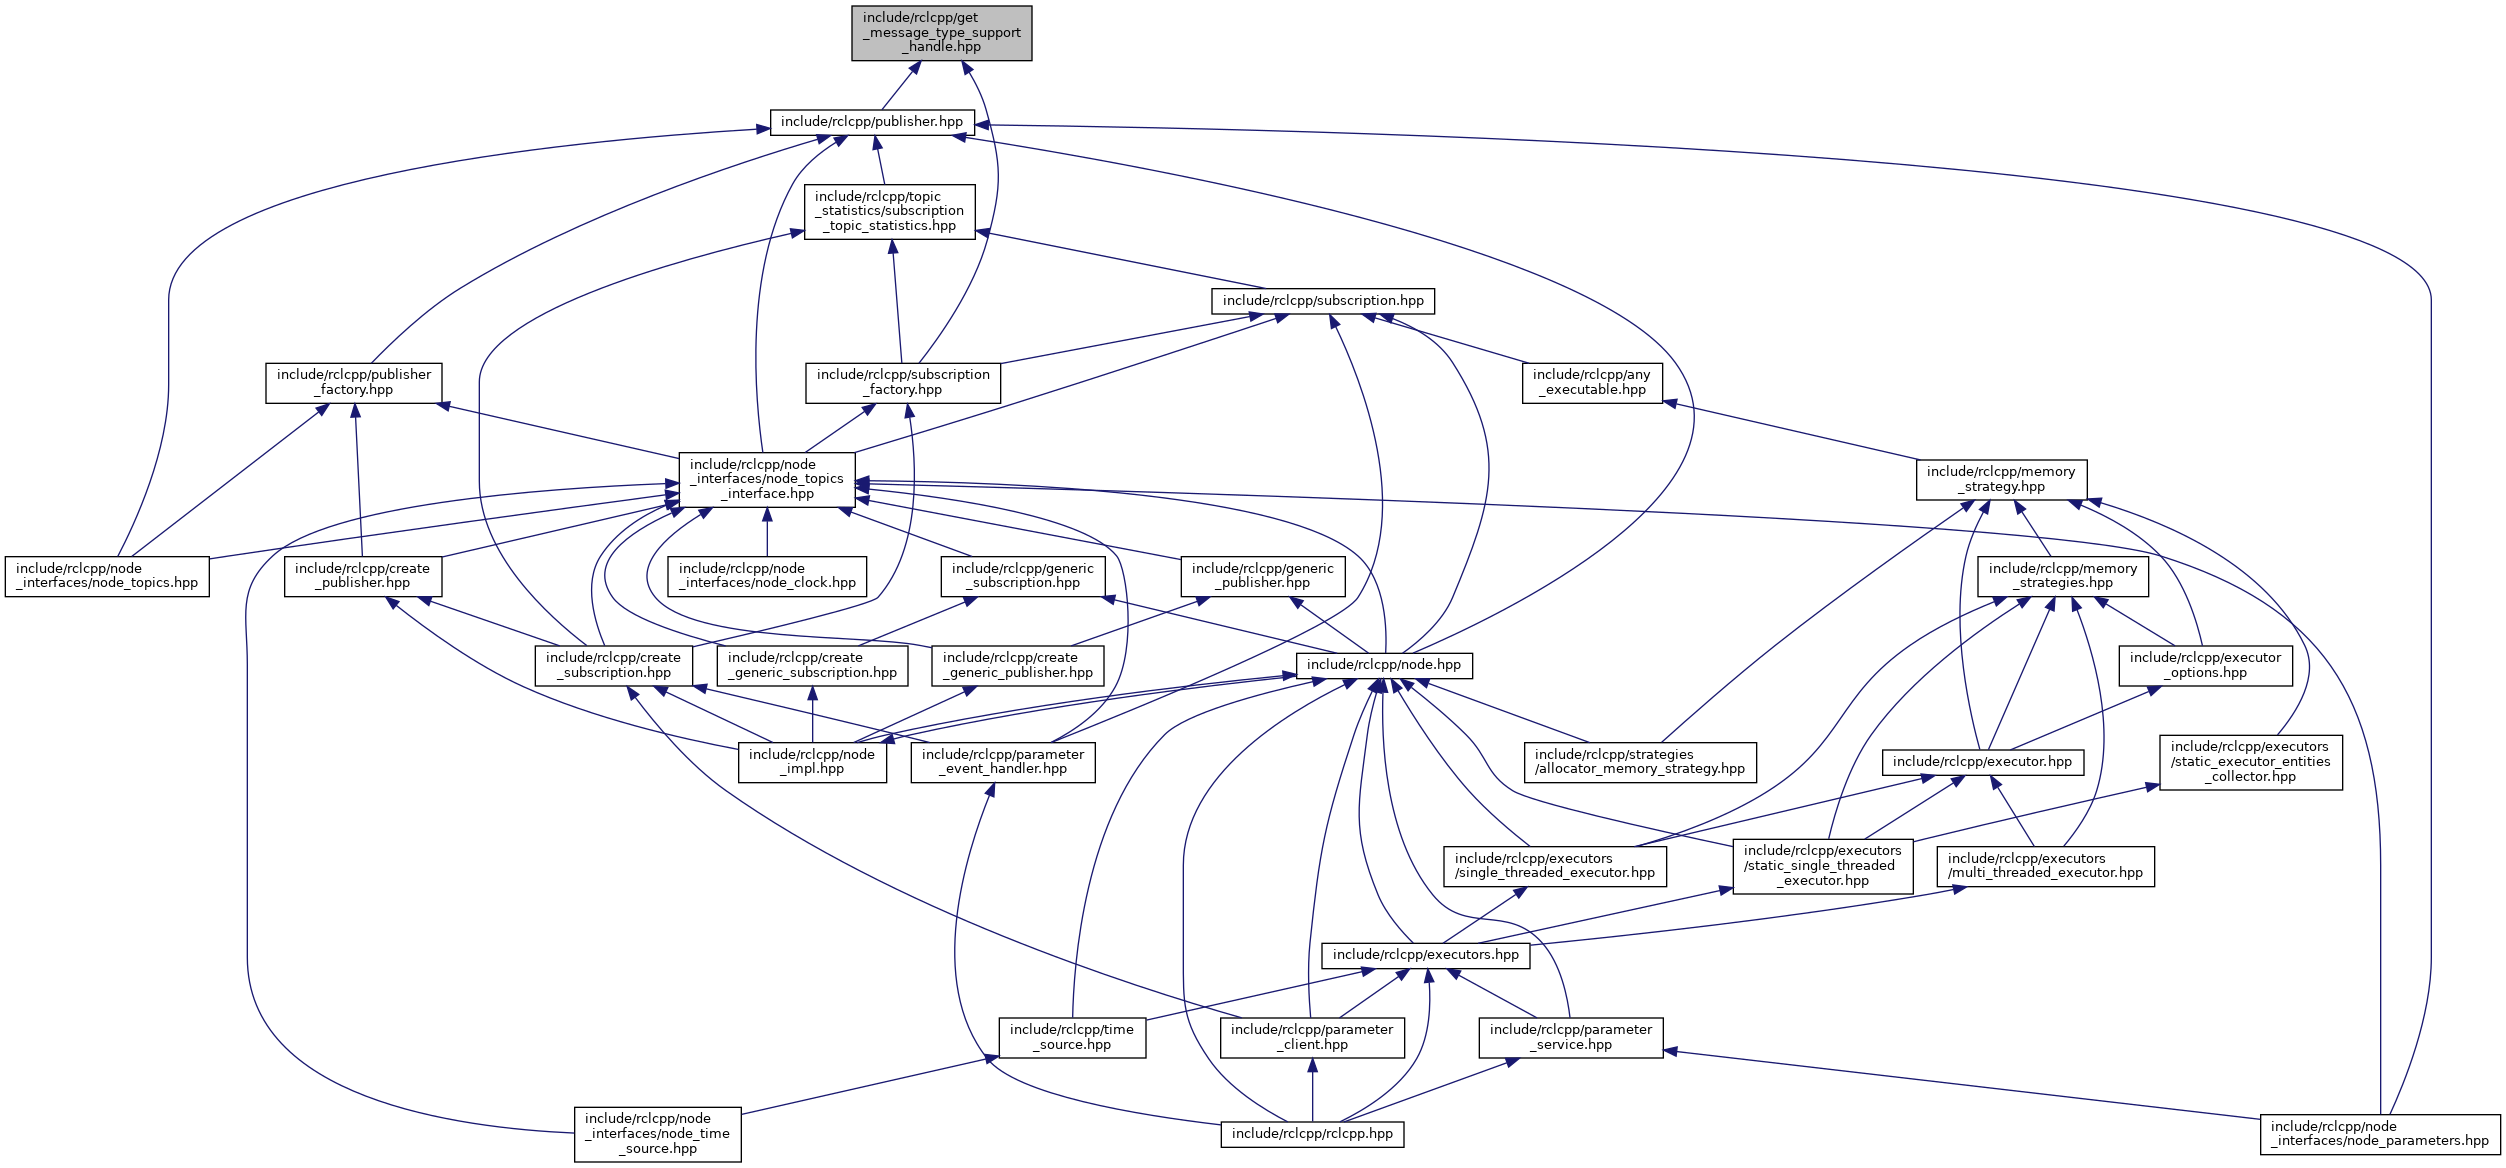 include/rclcpp/get
_message_type_support
_handle.hpp
include/rclcpp/publisher.hpp
include/rclcpp/topic
_statistics/subscription
_topic_statistics.hpp
include/rclcpp/subscription.hpp
include/rclcpp/publisher
_factory.hpp
include/rclcpp/subscription
_factory.hpp
include/rclcpp/any
_executable.hpp
include/rclcpp/node
_interfaces/node_topics
_interface.hpp
include/rclcpp/memory
_strategy.hpp
include/rclcpp/node
_interfaces/node_topics.hpp
include/rclcpp/create
_publisher.hpp
include/rclcpp/node
_interfaces/node_clock.hpp
include/rclcpp/generic
_subscription.hpp
include/rclcpp/generic
_publisher.hpp
include/rclcpp/memory
_strategies.hpp
include/rclcpp/create
_subscription.hpp
include/rclcpp/create
_generic_subscription.hpp
include/rclcpp/create
_generic_publisher.hpp
include/rclcpp/node.hpp
include/rclcpp/executor
_options.hpp
include/rclcpp/node
_impl.hpp
include/rclcpp/parameter
_event_handler.hpp
include/rclcpp/strategies
/allocator_memory_strategy.hpp
include/rclcpp/executor.hpp
include/rclcpp/executors
/static_executor_entities
_collector.hpp
include/rclcpp/executors
/single_threaded_executor.hpp
include/rclcpp/executors
/static_single_threaded
_executor.hpp
include/rclcpp/executors
/multi_threaded_executor.hpp
include/rclcpp/executors.hpp
include/rclcpp/time
_source.hpp
include/rclcpp/parameter
_client.hpp
include/rclcpp/parameter
_service.hpp
include/rclcpp/node
_interfaces/node_time
_source.hpp
include/rclcpp/rclcpp.hpp
include/rclcpp/node
_interfaces/node_parameters.hpp